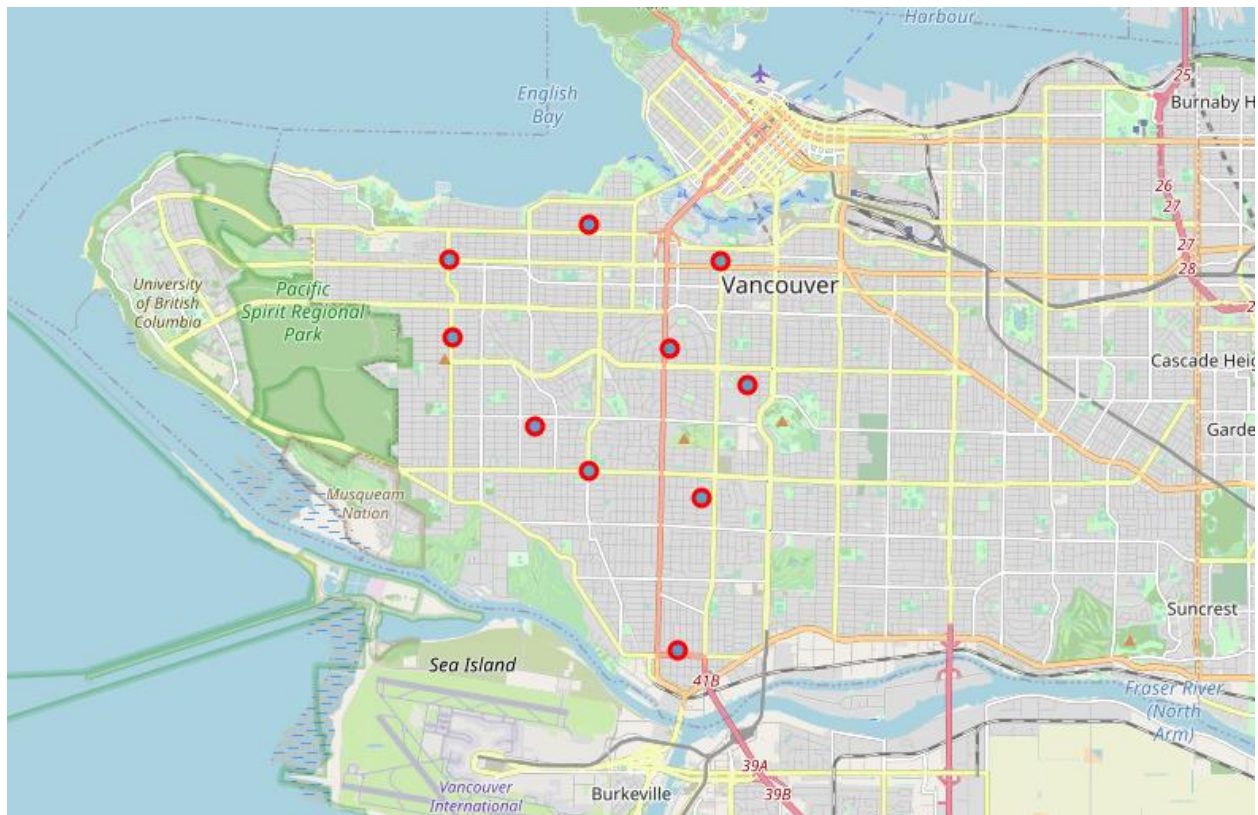 Harbour
English
Bay
25
Burnaby H
26
27
27
28
University
of British
Columbia
Pacific
Spirit Regional
Park
Vancouver
2
Cascade Heig
Garde
Musqueam
Nation
Suncrest
Sea Island
41B
Fraser River
(North
Arm)
39A
39B
Vancouver
International
Burkeville